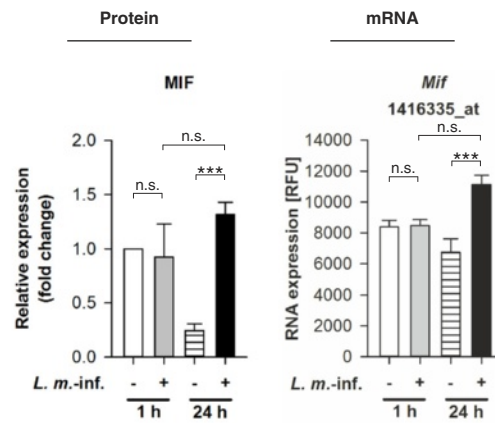 Protein
mRNA
MIF
Mif
1416335_at
Relative expression
(fold change)
2.0
1.5
1.0
0.5
0.0
n.s.
n.s.
***
L. m.-inf. - + - +
1 h 24 h
RNA expression [RFU]
14000
12000
10000
8000
6000
4000
2000
0
n.s.
n.s.
***
L. m.-inf. - + - +
1 h 24 h